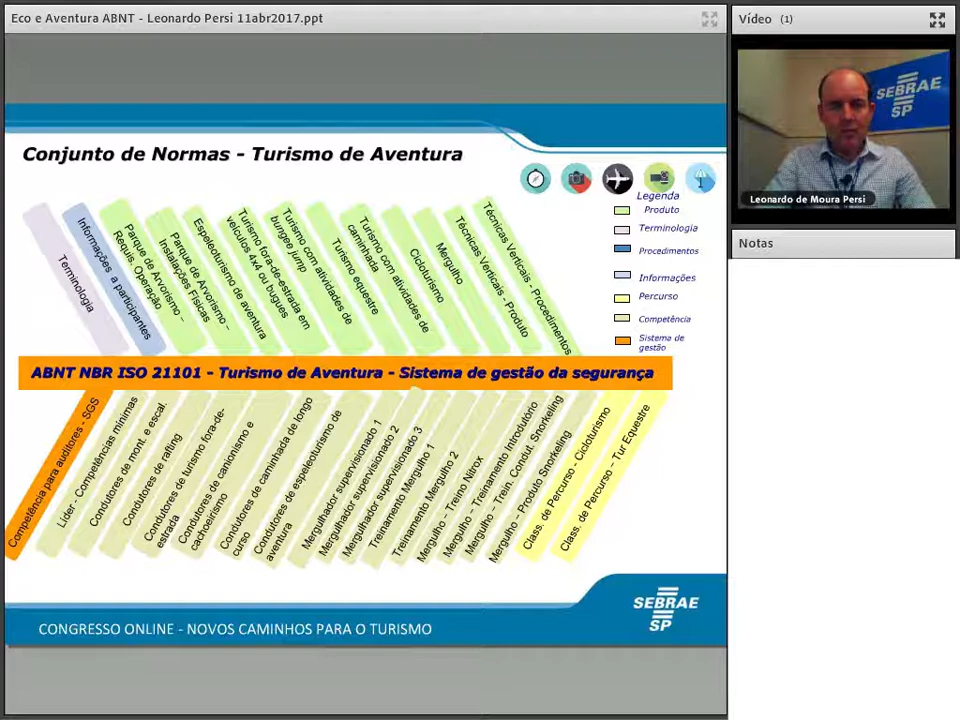 Eco e Aventura ABNT - Leonardo Persi 11abr2017.ppt
Vídeo (1)
SEBRAE
SP
Leonardo de Moura Persi
Notas
Conjunto de Normas - Turismo de Aventura
Legenda
Produto
Terminologia
Procedimentos
Informações
Percurso
Competência
Sistema de
gestão
Terminologia
Informações a participantes
Parque de Arvorismo –
Requis. Operação
Parque de Arvorismo –
Instalações Físicas
Espeleoturismo de aventura
Turismo fora-de-estrada em
veículos 4x4 ou bugues
Turismo com atividades de
bungee jump
Turismo equestre
Turismo com atividades de
caminhada
Cicloturismo
Mergulho
Técnicas Verticais - Produto
Técnicas Verticais - Procedimentos
ABNT NBR ISO 21101 - Turismo de Aventura - Sistema de gestão da segurança
Competência para auditores - SGS
Líder - Competências mínimas
Condutores de mont. e escal.
Condutores de rafting
Condutores de turismo fora-de-
estrada
Condutores de canionismo e
cachoeirismo
Condutores de caminhada de longo
curso
Condutores de espeleoturismo de
aventura
Mergulhador supervisionado 1
Mergulhador supervisionado 2
Mergulhador supervisionado 3
Treinamento Mergulho 1
Treinamento Mergulho 2
Mergulho – Treino Nitrox
Mergulho – Treinamento Introdutório
Mergulho – Trein. Condut. Snorkeling
Mergulho – Produto Snorkeling
Class. de Percurso - Cicloturismo
Class. de Percurso – Tur Equestre
CONGRESSO ONLINE - NOVOS CAMINHOS PARA O TURISMO
SEBRAE
SP